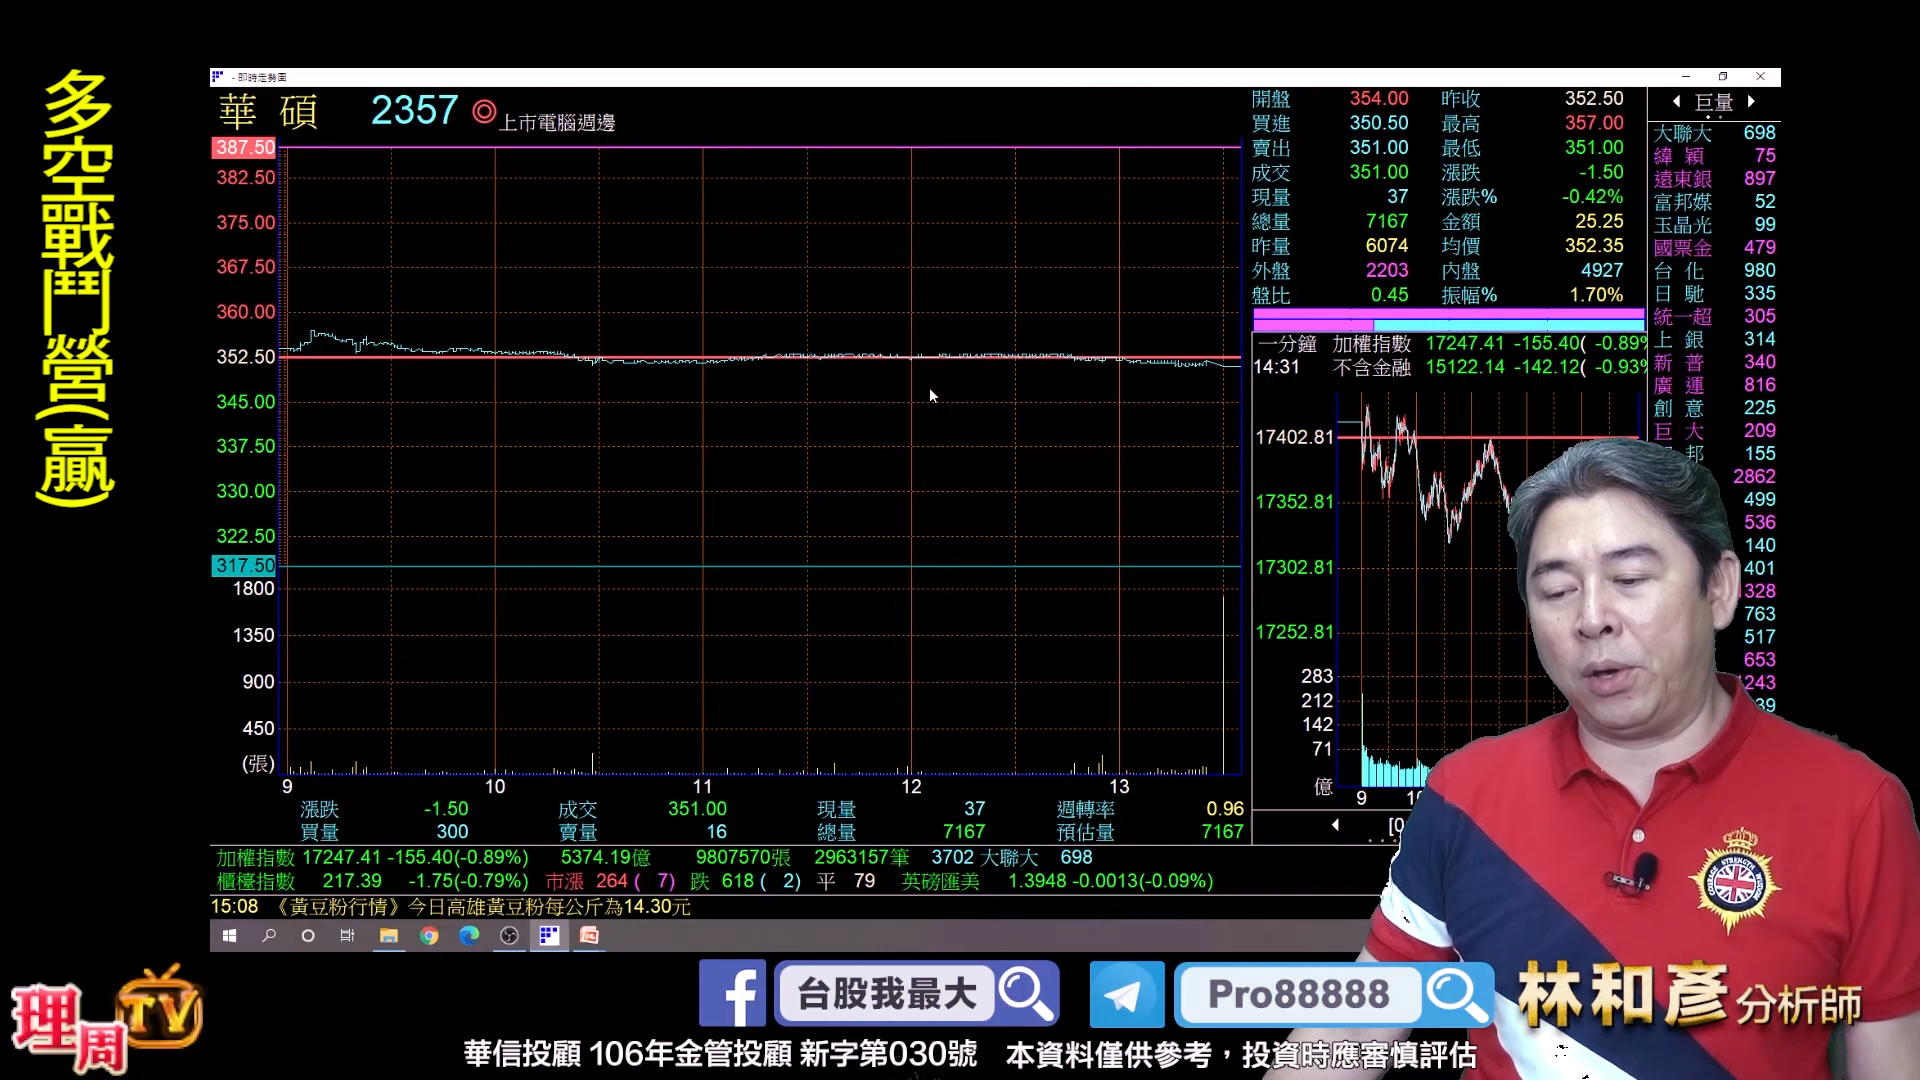 多空戰鬥營(贏)
- 即時走勢圖
華 碩 2357 ◎ 上市電腦週邊
387.50
382.50
375.00
367.50
360.00
352.50
345.00
337.50
330.00
322.50
317.50
1800
1350
900
450
(張)
9 10 11 12 13
漲跌 -1.50 成交 351.00 現量 37 週轉率 0.96
買量 300 賣量 16 總量 7167 預估量 7167
開盤 354.00 昨收 352.50
買進 350.50 最高 357.00
賣出 351.00 最低 351.00
成交 351.00 漲跌 -1.50
現量 37 漲跌% -0.42%
總量 7167 金額 25.25
昨量 6074 均價 352.35
外盤 2203 內盤 4927
盤比 0.45 振幅% 1.70%
一分鐘 加權指數 17247.41 -155.40( -0.89%
14:31 不含金融 15122.14 -142.12( -0.93%
17402.81
17352.81
17302.81
17252.81
283
212
142
71
億
9 10
[0
巨量
大聯大 698
緯 穎 75
遠東銀 897
富邦媒 52
玉晶光 99
國票金 479
台 化 980
日 馳 335
統一超 305
上 銀 314
新 普 340
廣 運 816
創 意 225
巨 大 209
邦 155
2862
499
536
140
401
328
763
517
653
243
39
加權指數 17247.41 -155.40(-0.89%) 5374.19億 9807570張 2963157筆 3702 大聯大 698
櫃檯指數 217.39 -1.75(-0.79%) 市漲 264 ( 7) 跌 618 ( 2) 平 79 英磅匯美 1.3948 -0.0013(-0.09%)
15:08 《黃豆粉行情》今日高雄黃豆粉每公斤為14.30元
理周TV
台股我最大
Pro88888
林和彥分析師
華信投顧 106年金管投顧 新字第030號 本資料僅供參考，投資時應審慎評估